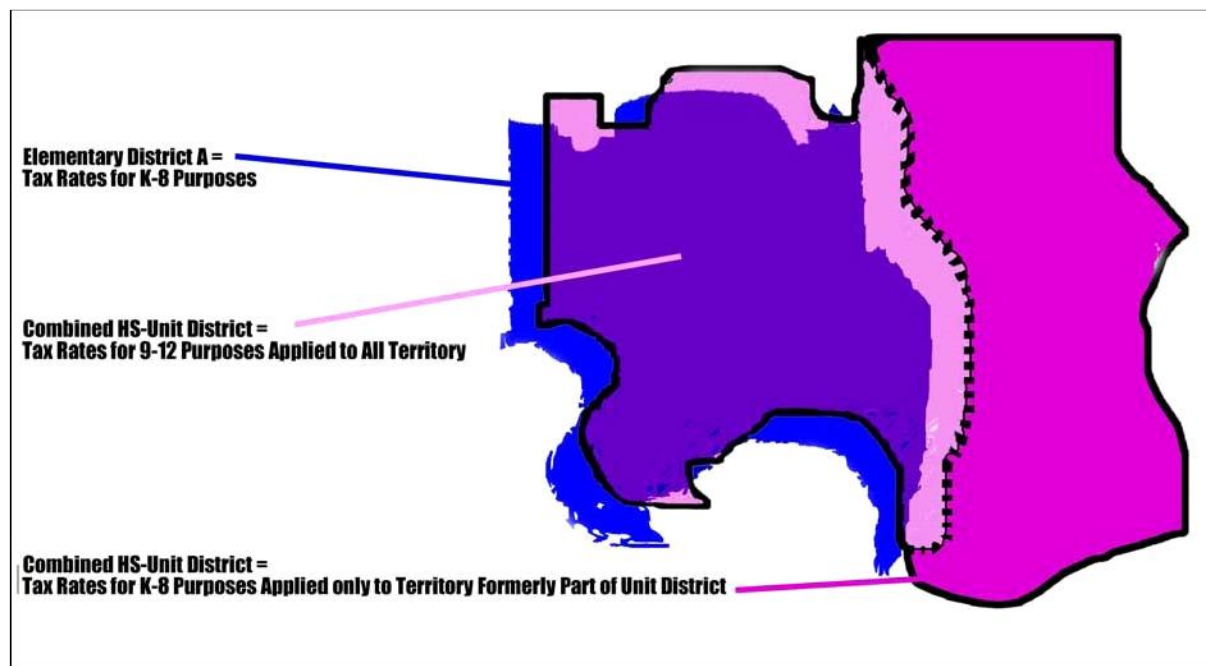 Elementary District A =
Tax Rates for K-8 Purposes
Combined HS-Unit District =
Tax Rates for 9-12 Purposes Applied to All Territory
Combined HS-Unit District =
Tax Rates for K-8 Purposes Applied only to Territory Formerly Part of Unit District